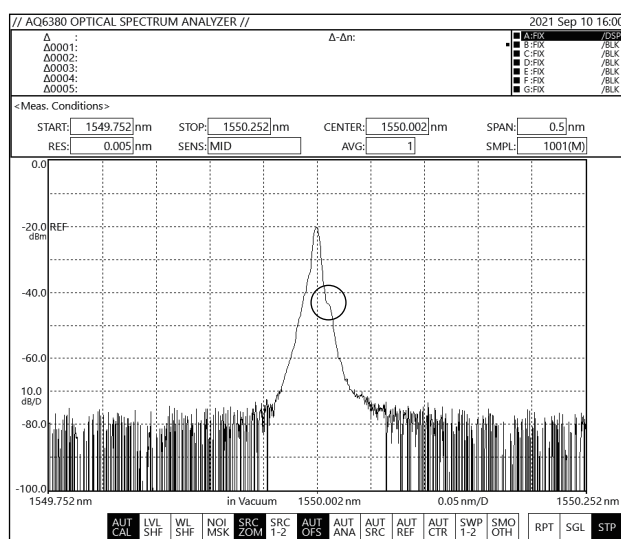 // AQ6380 OPTICAL SPECTRUM ANALYZER // 2021 Sep 10 16:00
Δ : Δ-Δn:
Δ0001:
Δ0002:
Δ0003:
Δ0004:
Δ0005:
A:FIX /DSP
B:FIX /BLK
C:FIX /BLK
D:FIX /BLK
E:FIX /BLK
F:FIX /BLK
G:FIX /BLK
<Meas. Conditions>
START: 1549.752 nm STOP: 1550.252 nm CENTER: 1550.002 nm SPAN: 0.5 nm
RES: 0.005 nm SENS: MID AVG: 1 SMPL: 1001(M)
0.0
-20.0 REF
dBm
-40.0
-60.0
10.0
dB/D
-80.0
-100.0
1549.752 nm in Vacuum 1550.002 nm 0.05 nm/D 1550.252 nm
AUT CAL
LVL SHF
WL SHF
NOI MSK
SRC ZOM
SRC 1-2
AUT OFS
AUT ANA
AUT SRC
AUT REF
AUT CTR
SWP 1-2
SMO OTH
RPT
SGL
STP